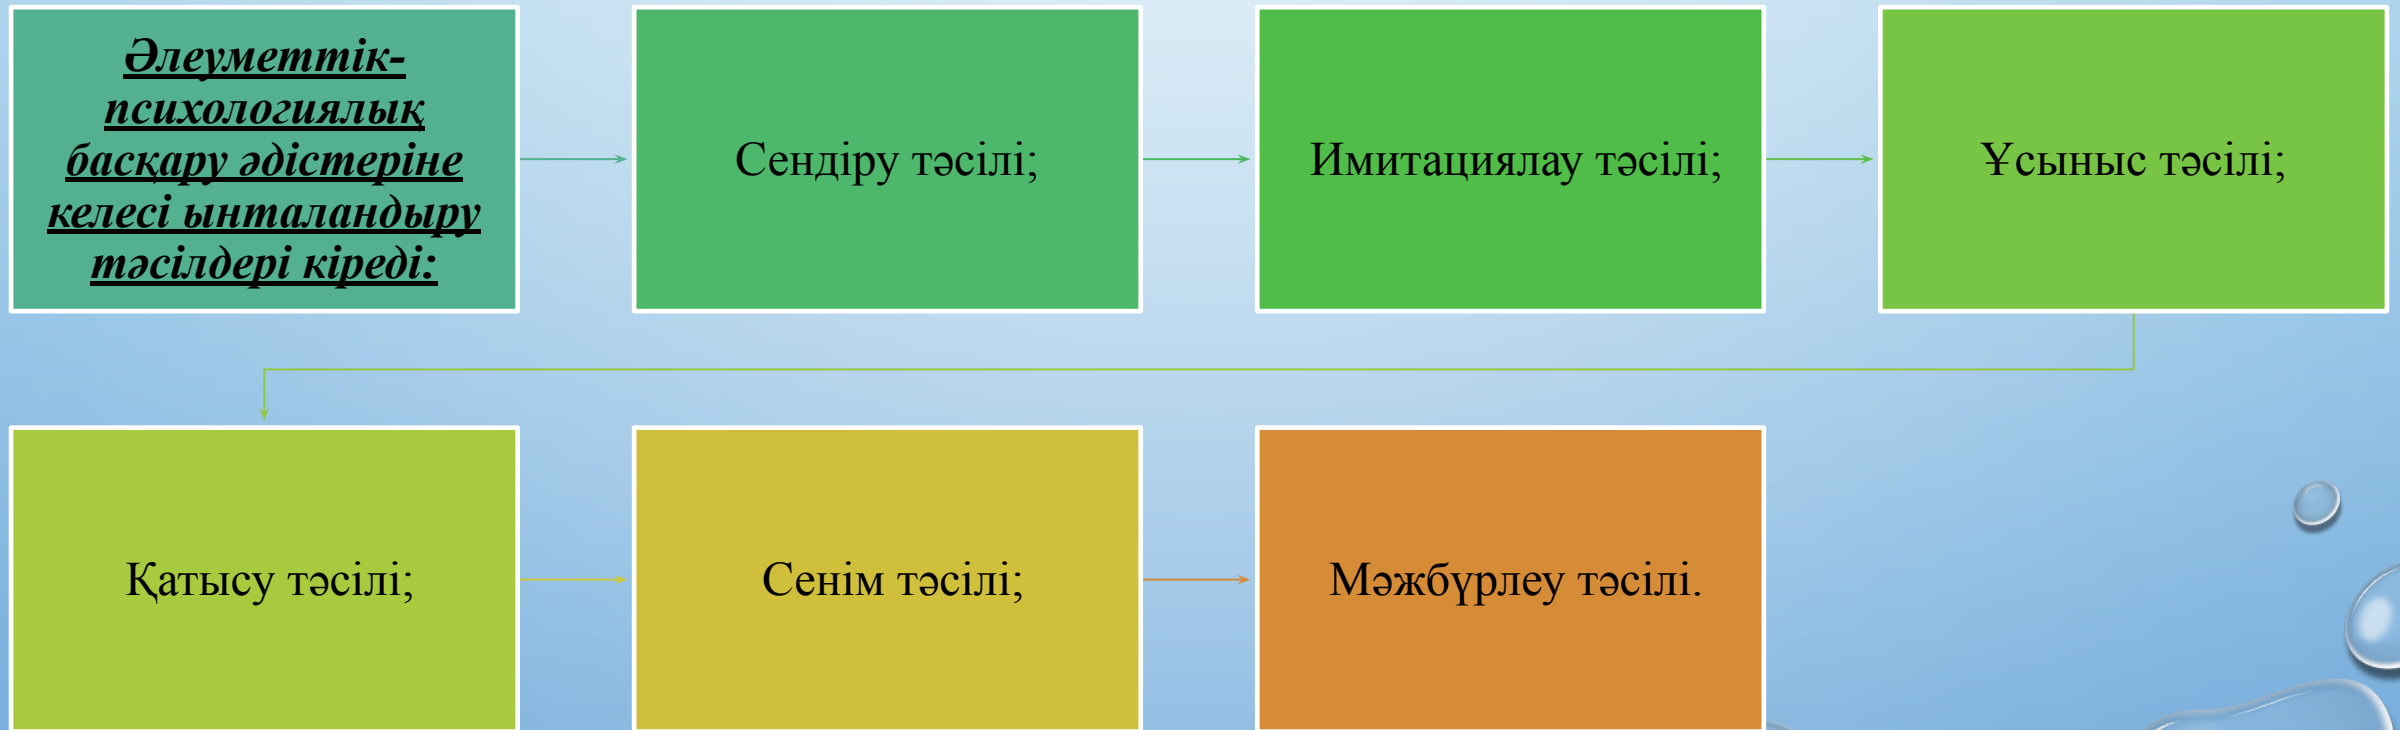 Әлеуметтік-
психологиялық
басқару әдістеріне
келесі ынталандыру
тәсілдері кіреді:
Сендіру тәсілі;
Имитациялау тәсілі;
Ұсыныс тәсілі;
Қатысу тәсілі;
Сенім тәсілі;
Мәжбүрлеу тәсілі.